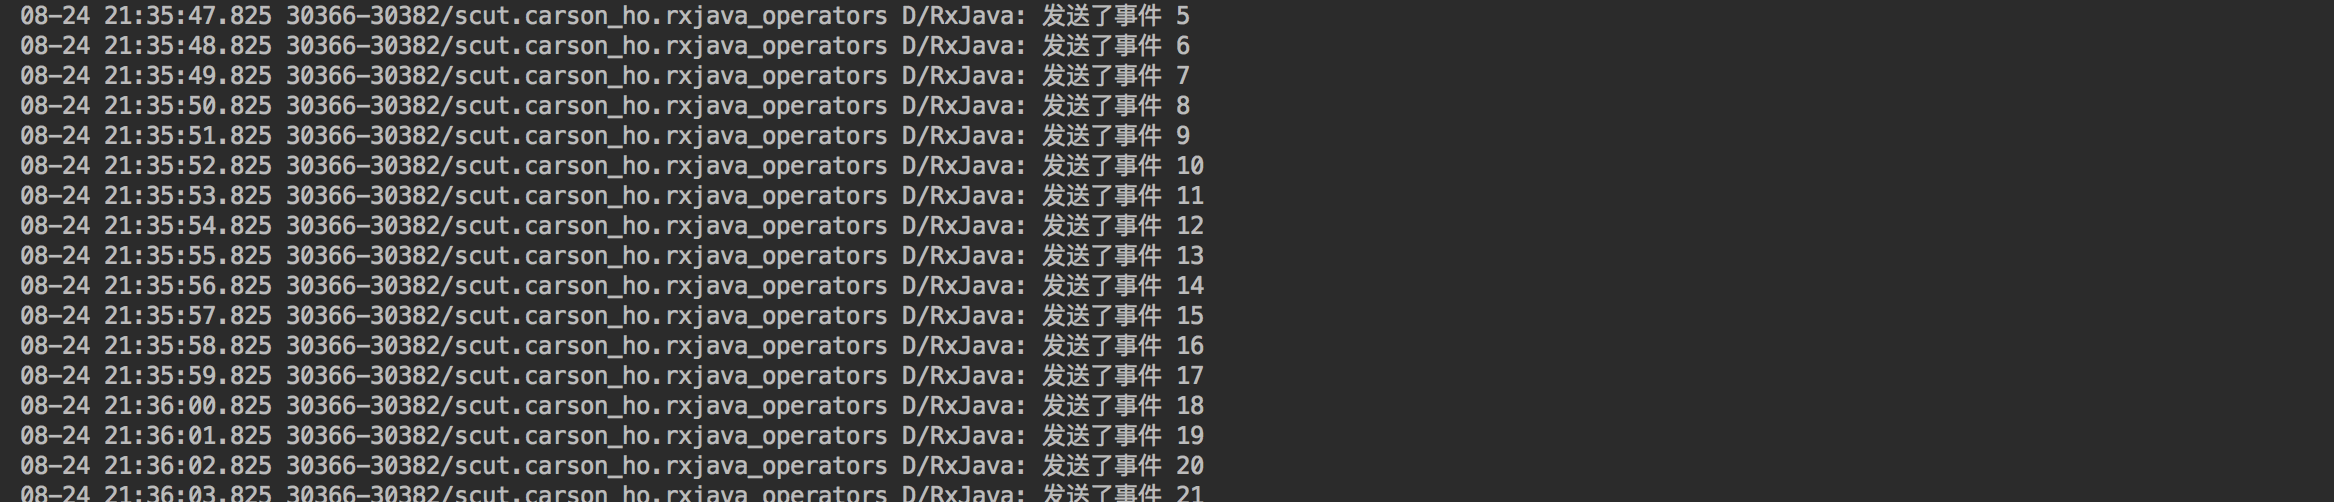 08-24 21:35:47.825 30366-30382/scut.carson_ho.rxjava_operators D/RxJava: 发送了事件 5
08-24 21:35:48.825 30366-30382/scut.carson_ho.rxjava_operators D/RxJava: 发送了事件 6
08-24 21:35:49.825 30366-30382/scut.carson_ho.rxjava_operators D/RxJava: 发送了事件 7
08-24 21:35:50.825 30366-30382/scut.carson_ho.rxjava_operators D/RxJava: 发送了事件 8
08-24 21:35:51.825 30366-30382/scut.carson_ho.rxjava_operators D/RxJava: 发送了事件 9
08-24 21:35:52.825 30366-30382/scut.carson_ho.rxjava_operators D/RxJava: 发送了事件 10
08-24 21:35:53.825 30366-30382/scut.carson_ho.rxjava_operators D/RxJava: 发送了事件 11
08-24 21:35:54.825 30366-30382/scut.carson_ho.rxjava_operators D/RxJava: 发送了事件 12
08-24 21:35:55.825 30366-30382/scut.carson_ho.rxjava_operators D/RxJava: 发送了事件 13
08-24 21:35:56.825 30366-30382/scut.carson_ho.rxjava_operators D/RxJava: 发送了事件 14
08-24 21:35:57.825 30366-30382/scut.carson_ho.rxjava_operators D/RxJava: 发送了事件 15
08-24 21:35:58.825 30366-30382/scut.carson_ho.rxjava_operators D/RxJava: 发送了事件 16
08-24 21:35:59.825 30366-30382/scut.carson_ho.rxjava_operators D/RxJava: 发送了事件 17
08-24 21:36:00.825 30366-30382/scut.carson_ho.rxjava_operators D/RxJava: 发送了事件 18
08-24 21:36:01.825 30366-30382/scut.carson_ho.rxjava_operators D/RxJava: 发送了事件 19
08-24 21:36:02.825 30366-30382/scut.carson_ho.rxjava_operators D/RxJava: 发送了事件 20
08-24 21:36:03.825 30366-30382/scut.carson_ho.rxjava_operators D/RxJava: 发送了事件 21